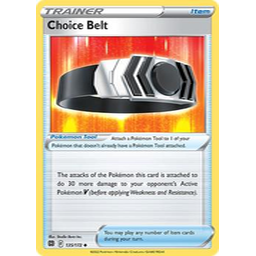 TRAINER
Item
Choice Belt
Pokémon Tool
Attach a Pokémon Tool to 1 of your
Pokémon that doesn't already have a Pokémon Tool attached.
The attacks of the Pokémon this card is attached to
do 30 more damage to your opponent's Active
Pokémon V (before applying Weakness and Resistance).
You may play any number of Item cards
during your turn.
135/172